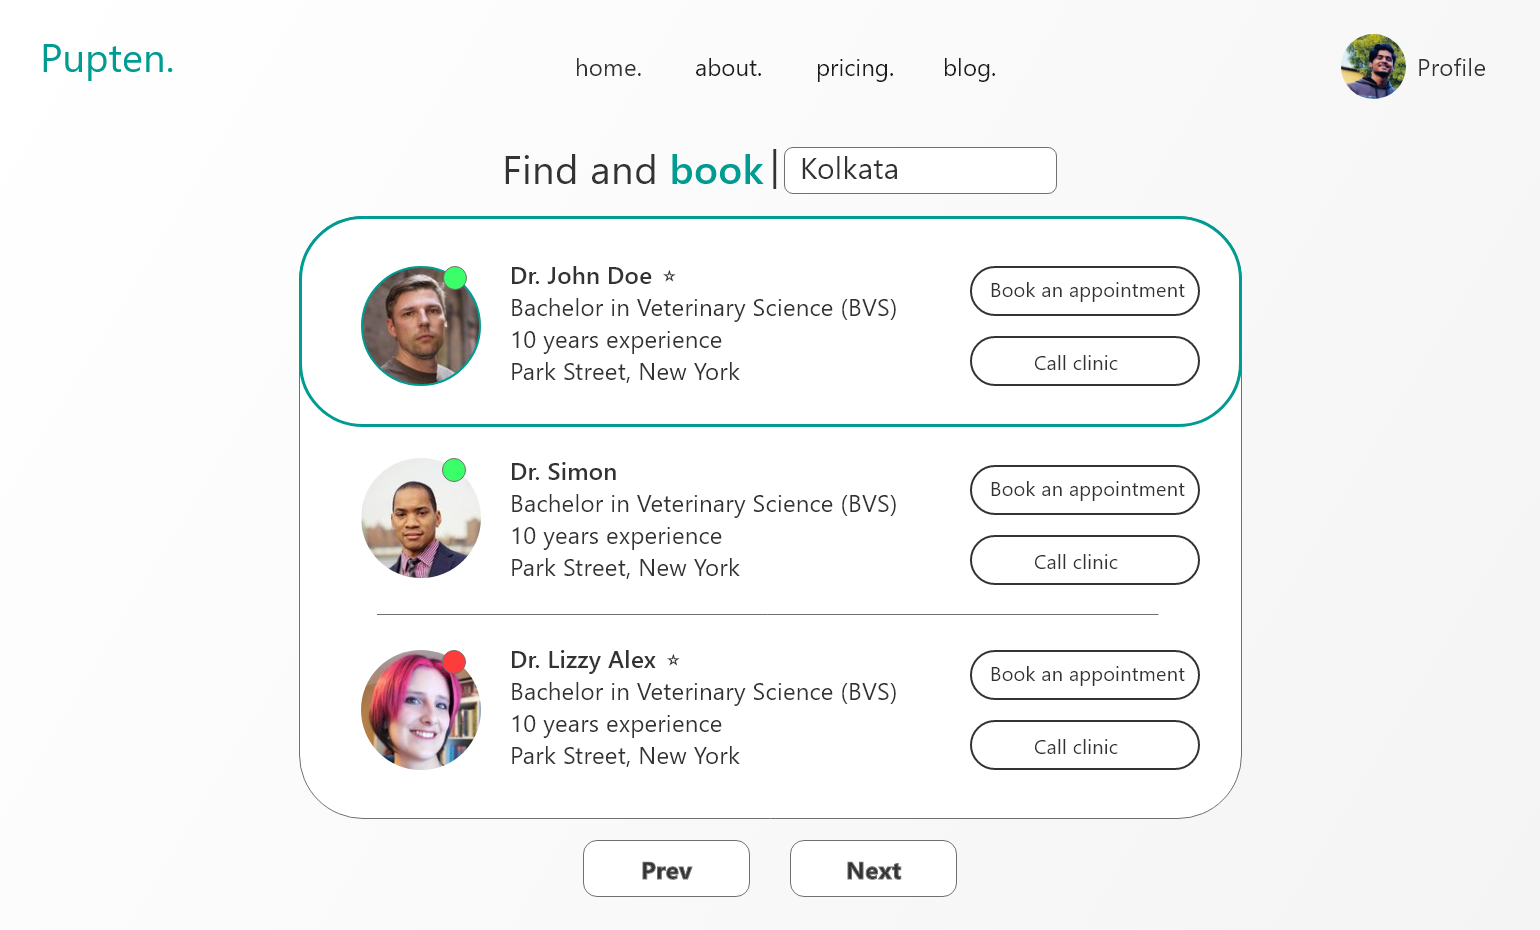 Pupten.
home. about. pricing. blog.
Profile
Find and book| Kolkata
Dr. John Doe ☆
Bachelor in Veterinary Science (BVS)
10 years experience
Park Street, New York
Book an appointment
Call clinic
Dr. Simon
Bachelor in Veterinary Science (BVS)
10 years experience
Park Street, New York
Book an appointment
Call clinic
Dr. Lizzy Alex ☆
Bachelor in Veterinary Science (BVS)
10 years experience
Park Street, New York
Book an appointment
Call clinic
Prev
Next